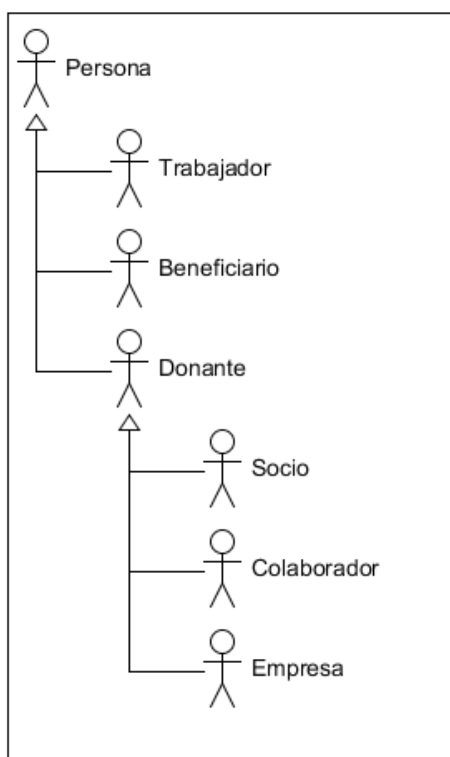 Persona
Trabajador
Beneficiario
Donante
Socio
Colaborador
Empresa